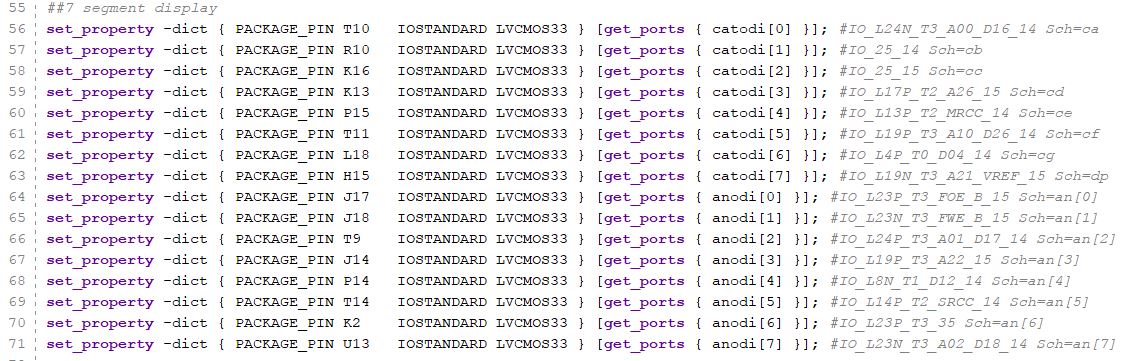 55 ##7 segment display
56 set_property -dict { PACKAGE_PIN T10 IOSTANDARD LVCMOS33 } [get_ports { catodi[0] }]; #IO_L24N_T3_A00_D16_14 Sch=ca
57 set_property -dict { PACKAGE_PIN R10 IOSTANDARD LVCMOS33 } [get_ports { catodi[1] }]; #IO_25_14 Sch=cb
58 set_property -dict { PACKAGE_PIN K16 IOSTANDARD LVCMOS33 } [get_ports { catodi[2] }]; #IO_25_15 Sch=cc
59 set_property -dict { PACKAGE_PIN K13 IOSTANDARD LVCMOS33 } [get_ports { catodi[3] }]; #IO_L17P_T2_A26_15 Sch=cd
60 set_property -dict { PACKAGE_PIN P15 IOSTANDARD LVCMOS33 } [get_ports { catodi[4] }]; #IO_L13P_T2_MRCC_14 Sch=ce
61 set_property -dict { PACKAGE_PIN T11 IOSTANDARD LVCMOS33 } [get_ports { catodi[5] }]; #IO_L19P_T3_A10_D26_14 Sch=cf
62 set_property -dict { PACKAGE_PIN L18 IOSTANDARD LVCMOS33 } [get_ports { catodi[6] }]; #IO_L4P_T0_D04_14 Sch=cg
63 set_property -dict { PACKAGE_PIN H15 IOSTANDARD LVCMOS33 } [get_ports { catodi[7] }]; #IO_L19N_T3_A21_VREF_15 Sch=dp
64 set_property -dict { PACKAGE_PIN J17 IOSTANDARD LVCMOS33 } [get_ports { anodi[0] }]; #IO_L23P_T3_FOE_B_15 Sch=an[0]
65 set_property -dict { PACKAGE_PIN J18 IOSTANDARD LVCMOS33 } [get_ports { anodi[1] }]; #IO_L23N_T3_FWE_B_15 Sch=an[1]
66 set_property -dict { PACKAGE_PIN T9 IOSTANDARD LVCMOS33 } [get_ports { anodi[2] }]; #IO_L24P_T3_A01_D17_14 Sch=an[2]
67 set_property -dict { PACKAGE_PIN J14 IOSTANDARD LVCMOS33 } [get_ports { anodi[3] }]; #IO_L19P_T3_A22_15 Sch=an[3]
68 set_property -dict { PACKAGE_PIN P14 IOSTANDARD LVCMOS33 } [get_ports { anodi[4] }]; #IO_L8N_T1_D12_14 Sch=an[4]
69 set_property -dict { PACKAGE_PIN T14 IOSTANDARD LVCMOS33 } [get_ports { anodi[5] }]; #IO_L14P_T2_SRCC_14 Sch=an[5]
70 set_property -dict { PACKAGE_PIN K2 IOSTANDARD LVCMOS33 } [get_ports { anodi[6] }]; #IO_L23P_T3_35 Sch=an[6]
71 set_property -dict { PACKAGE_PIN U13 IOSTANDARD LVCMOS33 } [get_ports { anodi[7] }]; #IO_L23N_T3_A02_D18_14 Sch=an[7]